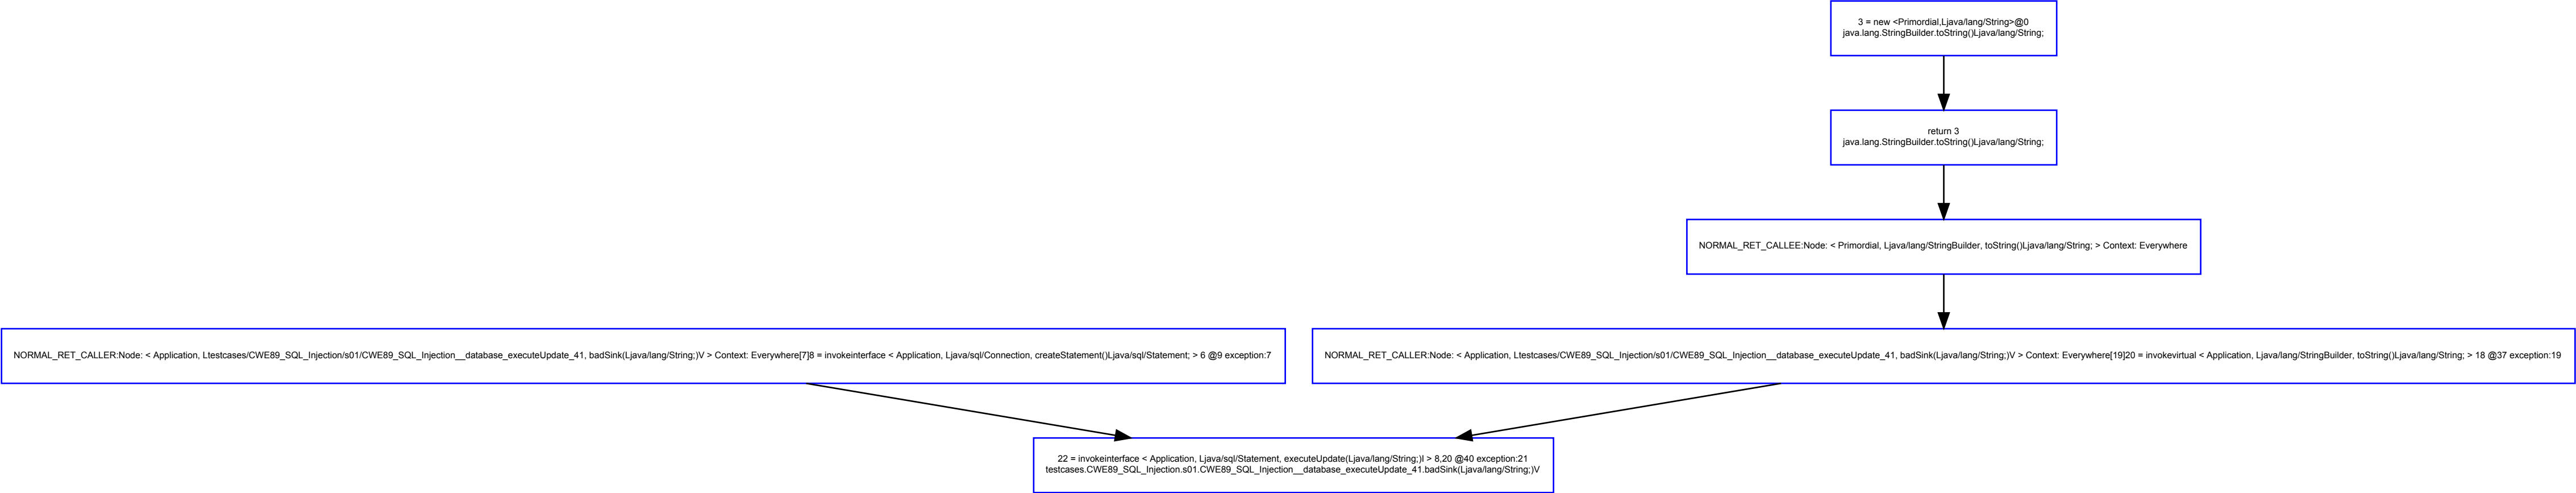 3 = new <Primordial,Ljava/lang/String>@0
java.lang.StringBuilder.toString()Ljava/lang/String;
return 3
java.lang.StringBuilder.toString()Ljava/lang/String;
NORMAL_RET_CALLEE:Node: < Primordial, Ljava/lang/StringBuilder, toString()Ljava/lang/String; > Context: Everywhere
NORMAL_RET_CALLER:Node: < Application, Ltestcases/CWE89_SQL_Injection/s01/CWE89_SQL_Injection__database_executeUpdate_41, badSink(Ljava/lang/String;)V > Context: Everywhere[7]8 = invokeinterface < Application, Ljava/sql/Connection, createStatement()Ljava/sql/Statement; > 6 @9 exception:7
NORMAL_RET_CALLER:Node: < Application, Ltestcases/CWE89_SQL_Injection/s01/CWE89_SQL_Injection__database_executeUpdate_41, badSink(Ljava/lang/String;)V > Context: Everywhere[19]20 = invokevirtual < Application, Ljava/lang/StringBuilder, toString()Ljava/lang/String; > 18 @37 exception:19
22 = invokeinterface < Application, Ljava/sql/Statement, executeUpdate(Ljava/lang/String;)I > 8,20 @40 exception:21
testcases.CWE89_SQL_Injection.s01.CWE89_SQL_Injection__database_executeUpdate_41.badSink(Ljava/lang/String;)V